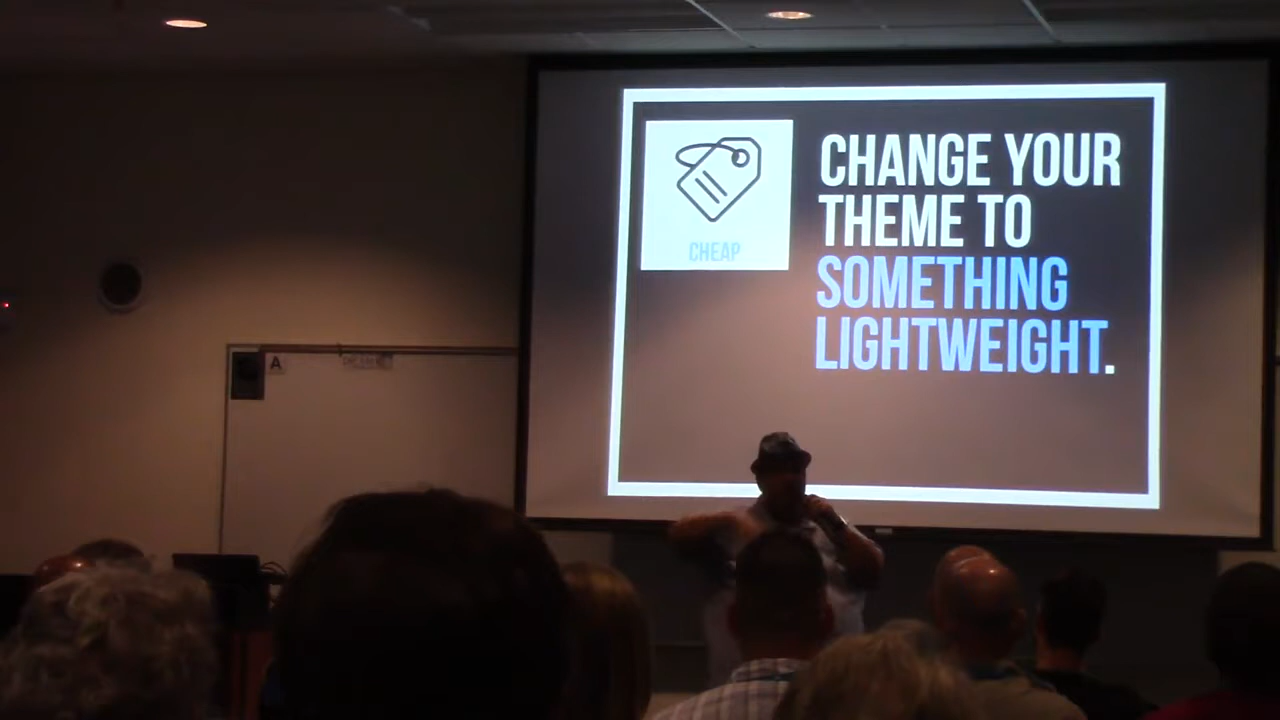 CHANGE YOUR
THEME TO
SOMETHING
LIGHTWEIGHT.
CHEAP
A